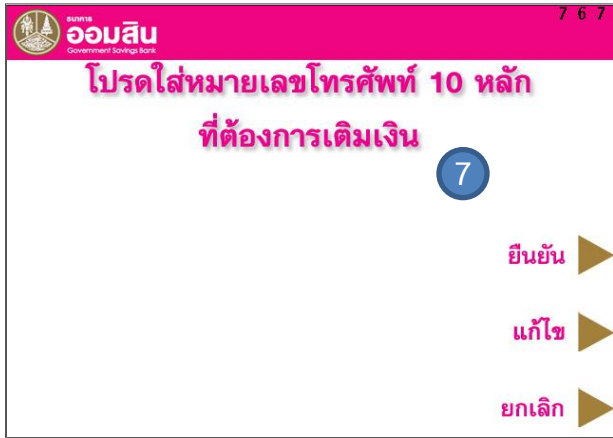 767
ธนาคาร
ออมสิน
Government Savings Bank
โปรดใส่หมายเลขโทรศัพท์ 10 หลัก
ที่ต้องการเติมเงิน
7
ยืนยัน
แก้ไข
ยกเลิก